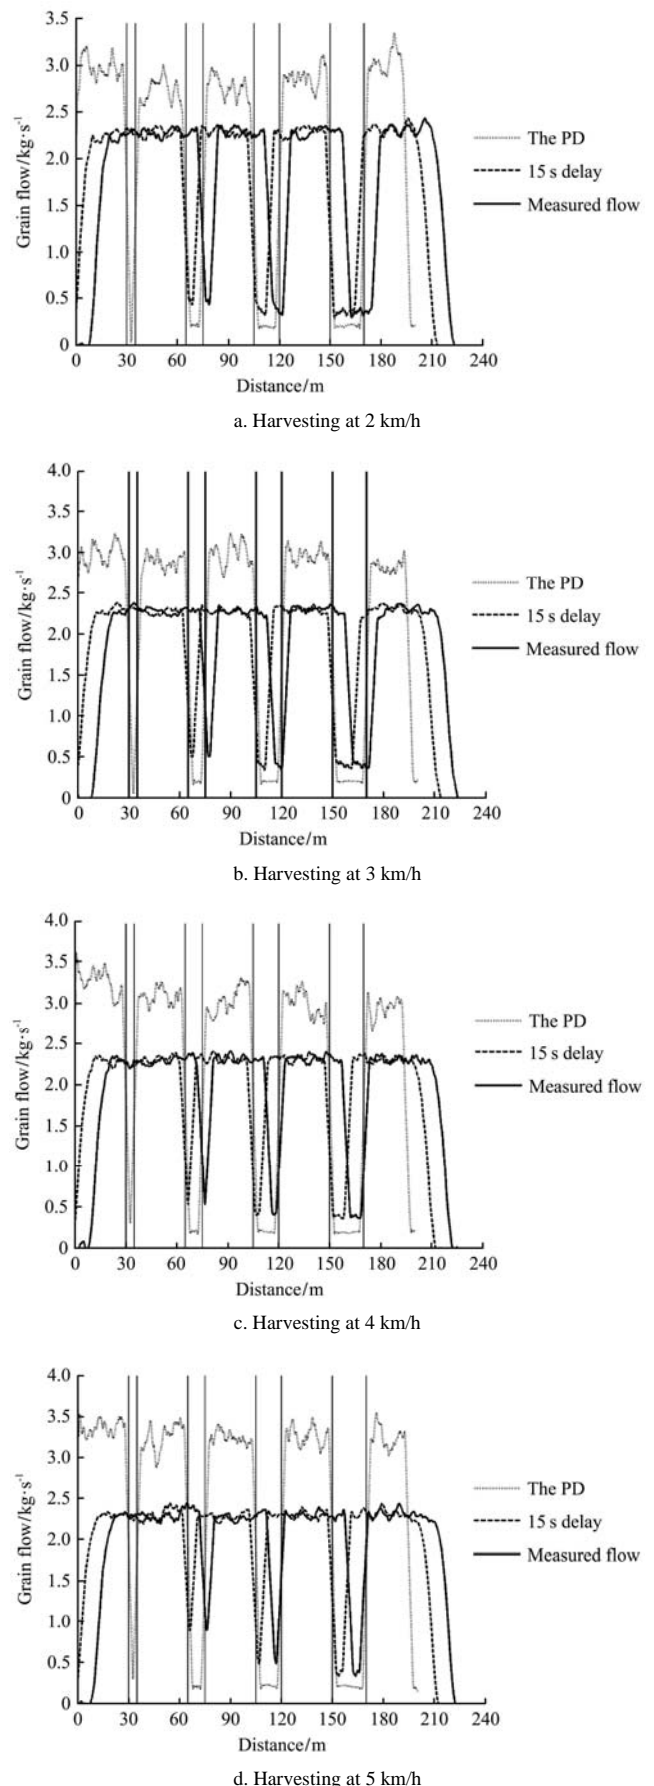 3.5
3.0
2.5
2.0
1.5
1.0
0.5
0
Grain flow/kg·s⁻¹
0 30 60 90 120 150 180 210 240
Distance/m
The PD
15 s delay
Measured flow
a. Harvesting at 2 km/h
4.0
3.5
3.0
2.5
2.0
1.5
1.0
0.5
0
Grain flow/kg·s⁻¹
0 30 60 90 120 150 180 210 240
Distance/m
The PD
15 s delay
Measured flow
b. Harvesting at 3 km/h
4.0
3.5
3.0
2.5
2.0
1.5
1.0
0.5
0
Grain flow/kg·s⁻¹
0 30 60 90 120 150 180 210 240
Distance/m
The PD
15 s delay
Measured flow
c. Harvesting at 4 km/h
4.0
3.5
3.0
2.5
2.0
1.5
1.0
0.5
0
Grain flow/kg·s⁻¹
0 30 60 90 120 150 180 210 240
Distance/m
The PD
15 s delay
Measured flow
d. Harvesting at 5 km/h